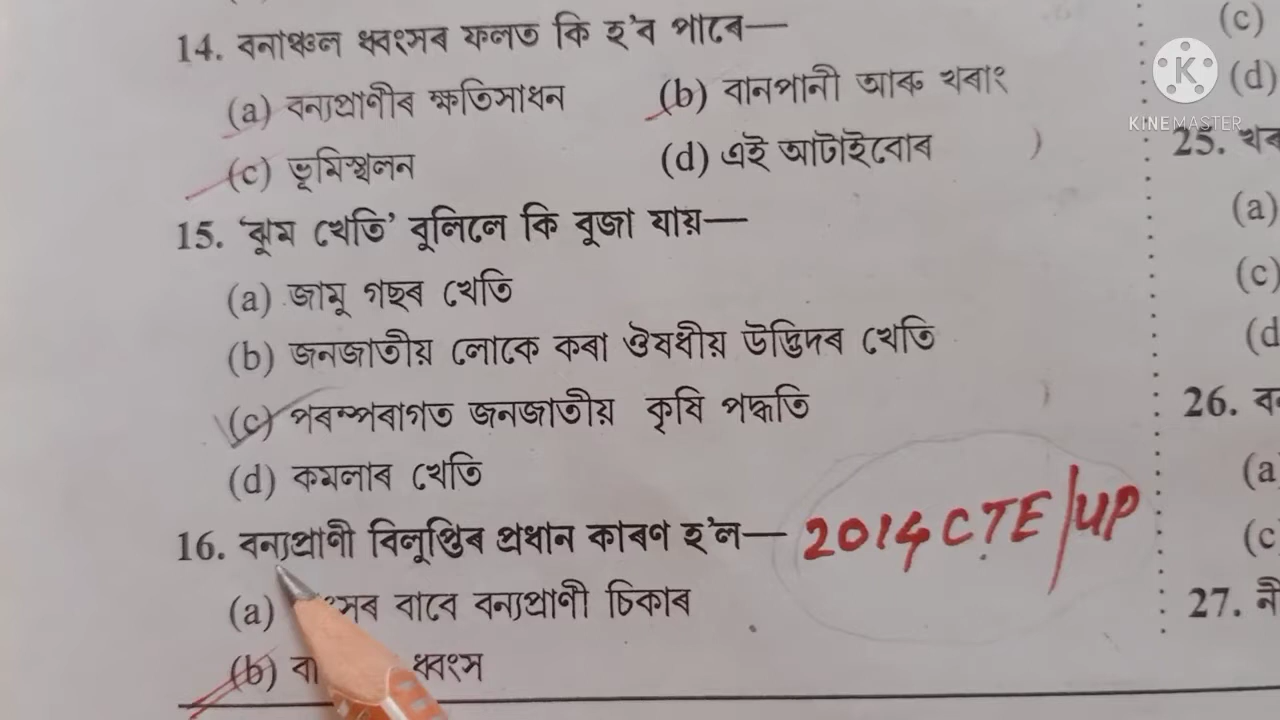 14. বনাঞ্চল ধ্বংসৰ ফলত কি হ'ব পাৰে—
(a) বন্যপ্ৰাণীৰ ক্ষতিসাধন (b) বানপানী আৰু খৰাং
(c) ভূমিস্খলন (d) এই আটাইবোৰ )
15. 'ঝুম খেতি' বুলিলে কি বুজা যায়—
(a) জামু গছৰ খেতি
(b) জনজাতীয় লোকে কৰা ঔষধীয় উদ্ভিদৰ খেতি
(c) পৰম্পৰাগত জনজাতীয় কৃষি পদ্ধতি )
(d) কমলাৰ খেতি
16. বন্যপ্ৰাণী বিলুপ্তিৰ প্ৰধান কাৰণ হ'ল— 2014 CTE/UP
(a) বাবে বন্যপ্ৰাণী চিকাৰ
(b) ধ্বংস
(c)
(d)
25.
(a)
(c)
(d
26.
(a
(c
27.
K
KINEMASTER